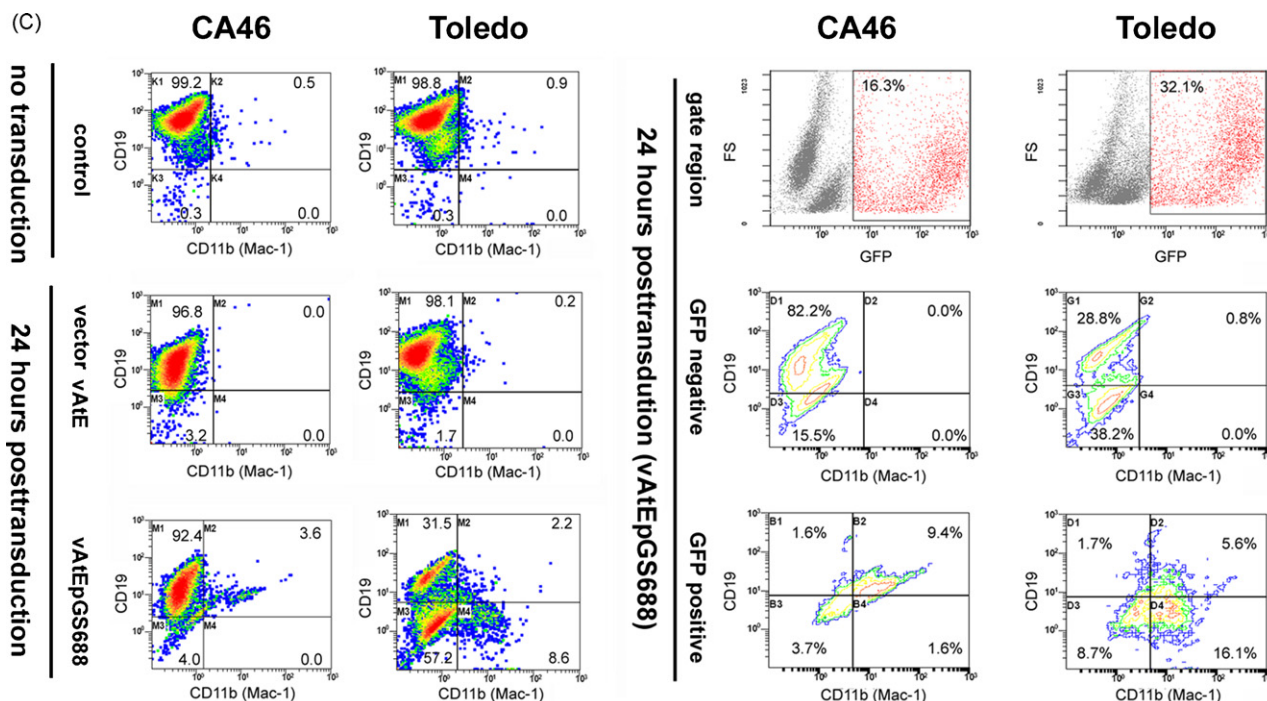 (C)
CA46
Toledo
CA46
Toledo
no transduction
control
K1
99.2
K2
0.5
K3
0.3
K4
0.0
CD19
CD11b (Mac-1)
M1
98.8
M2
0.9
M3
0.3
M4
0.0
CD19
CD11b (Mac-1)
24 hours posttransduction
vector vAtE
M1
96.8
M2
0.0
M3
3.2
M4
0.0
CD19
CD11b (Mac-1)
M1
98.1
M2
0.2
M3
1.7
M4
0.0
CD19
CD11b (Mac-1)
vAtEpGS688
M1
92.4
M2
3.6
M3
4.0
M4
0.0
CD19
CD11b (Mac-1)
M1
31.5
M2
2.2
M3
57.2
M4
8.6
CD19
CD11b (Mac-1)
24 hours posttransdution (vAtEpGS688)
gate region
1023
16.3%
FS
0
GFP
1023
32.1%
FS
0
GFP
GFP negative
D1
82.2%
D2
0.0%
D3
15.5%
0.0%
CD19
CD11b (Mac-1)
G1
28.8%
G2
0.8%
G3
38.2%
G4
0.0%
CD19
CD11b (Mac-1)
GFP positive
B1
1.6%
B2
9.4%
B3
3.7%
B4
1.6%
CD19
CD11b (Mac-1)
D1
1.7%
D2
5.6%
D3
8.7%
D4
16.1%
CD19
CD11b (Mac-1)